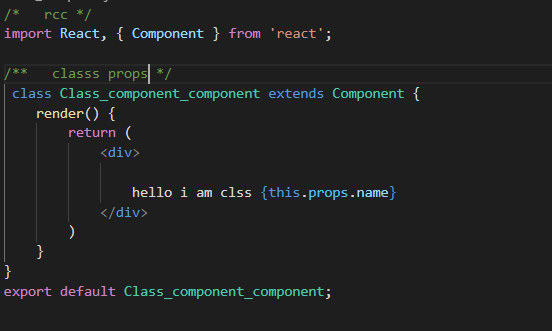 /*   rcc */
import React, { Component } from 'react';
/**   classs props */
class Class_component_component extends Component {
render() {
return (
<div>
hello i am clss {this.props.name}
</div>
)
}
}
export default Class_component_component;